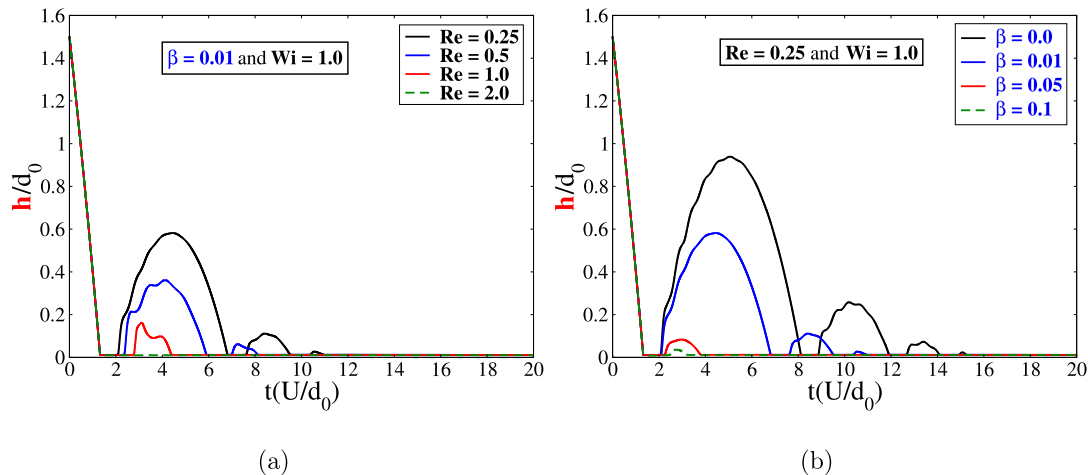 β = 0.01 and Wi = 1.0
Re = 0.25
Re = 0.5
Re = 1.0
Re = 2.0
h/d0
1.6
1.4
1.2
1
0.8
0.6
0.4
0.2
0
0 2 4 6 8 10 12 14 16 18 20
t(U/d0)
(a)
Re = 0.25 and Wi = 1.0
β = 0.0
β = 0.01
β = 0.05
β = 0.1
h/d0
1.6
1.4
1.2
1
0.8
0.6
0.4
0.2
0
0 2 4 6 8 10 12 14 16 18 20
t(U/d0)
(b)